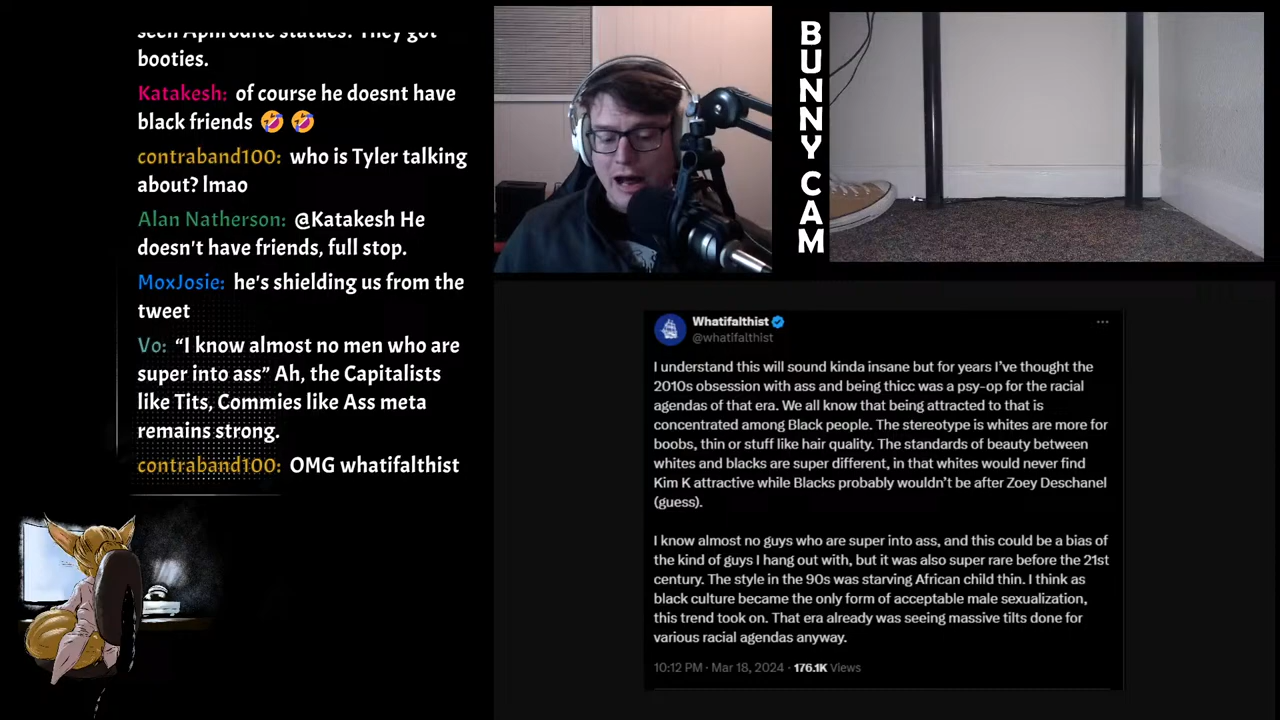 seen Aphrodite statues? They got
booties.
Katakesh: of course he doesnt have
black friends 🤣 🤣
contraband100: who is Tyler talking
about? lmao
Alan Natherson: @Katakesh He
doesn't have friends, full stop.
MoxJosie: he's shielding us from the
tweet
Vo: “I know almost no men who are
super into ass” Ah, the Capitalists
like Tits, Commies like Ass meta
remains strong.
contraband100: OMG whatifalthist
BUNNY CAM
Whatifalthist
@whatifalthist
I understand this will sound kinda insane but for years I’ve thought the
2010s obsession with ass and being thicc was a psy-op for the racial
agendas of that era. We all know that being attracted to that is
concentrated among Black people. The stereotype is whites are more for
boobs, thin or stuff like hair quality. The standards of beauty between
whites and blacks are super different, in that whites would never find
Kim K attractive while Blacks probably wouldn’t be after Zoey Deschanel
(guess).
I know almost no guys who are super into ass, and this could be a bias of
the kind of guys I hang out with, but it was also super rare before the 21st
century. The style in the 90s was starving African child thin. I think as
black culture became the only form of acceptable male sexualization,
this trend took on. That era already was seeing massive tilts done for
various racial agendas anyway.
10:12 PM · Mar 18, 2024 · 176.1K Views